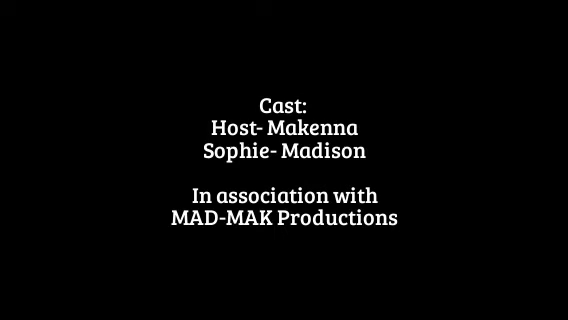 Cast:
Host- Makenna
Sophie- Madison
In association with
MAD-MAK Productions